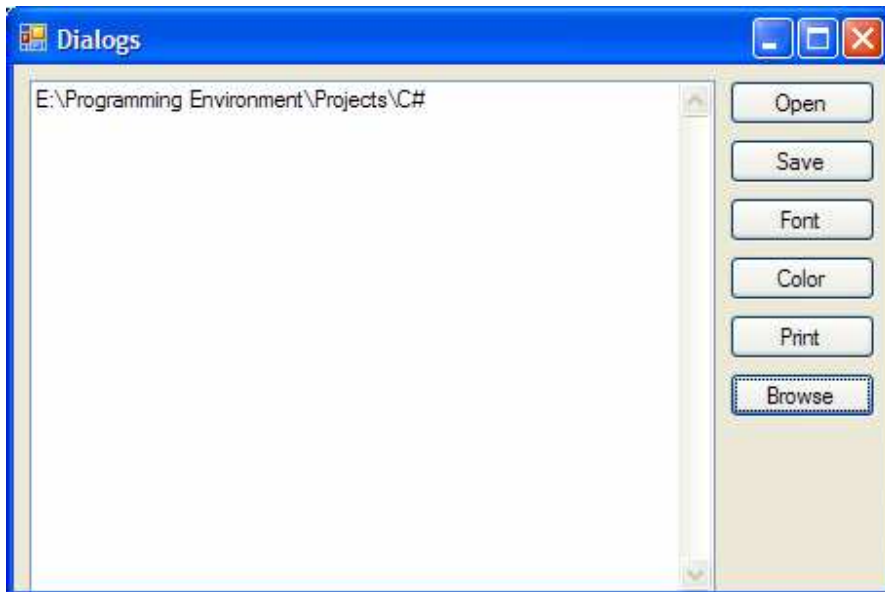 Dialogs
E:\Programming Environment\Projects\C#
Open
Save
Font
Color
Print
Browse